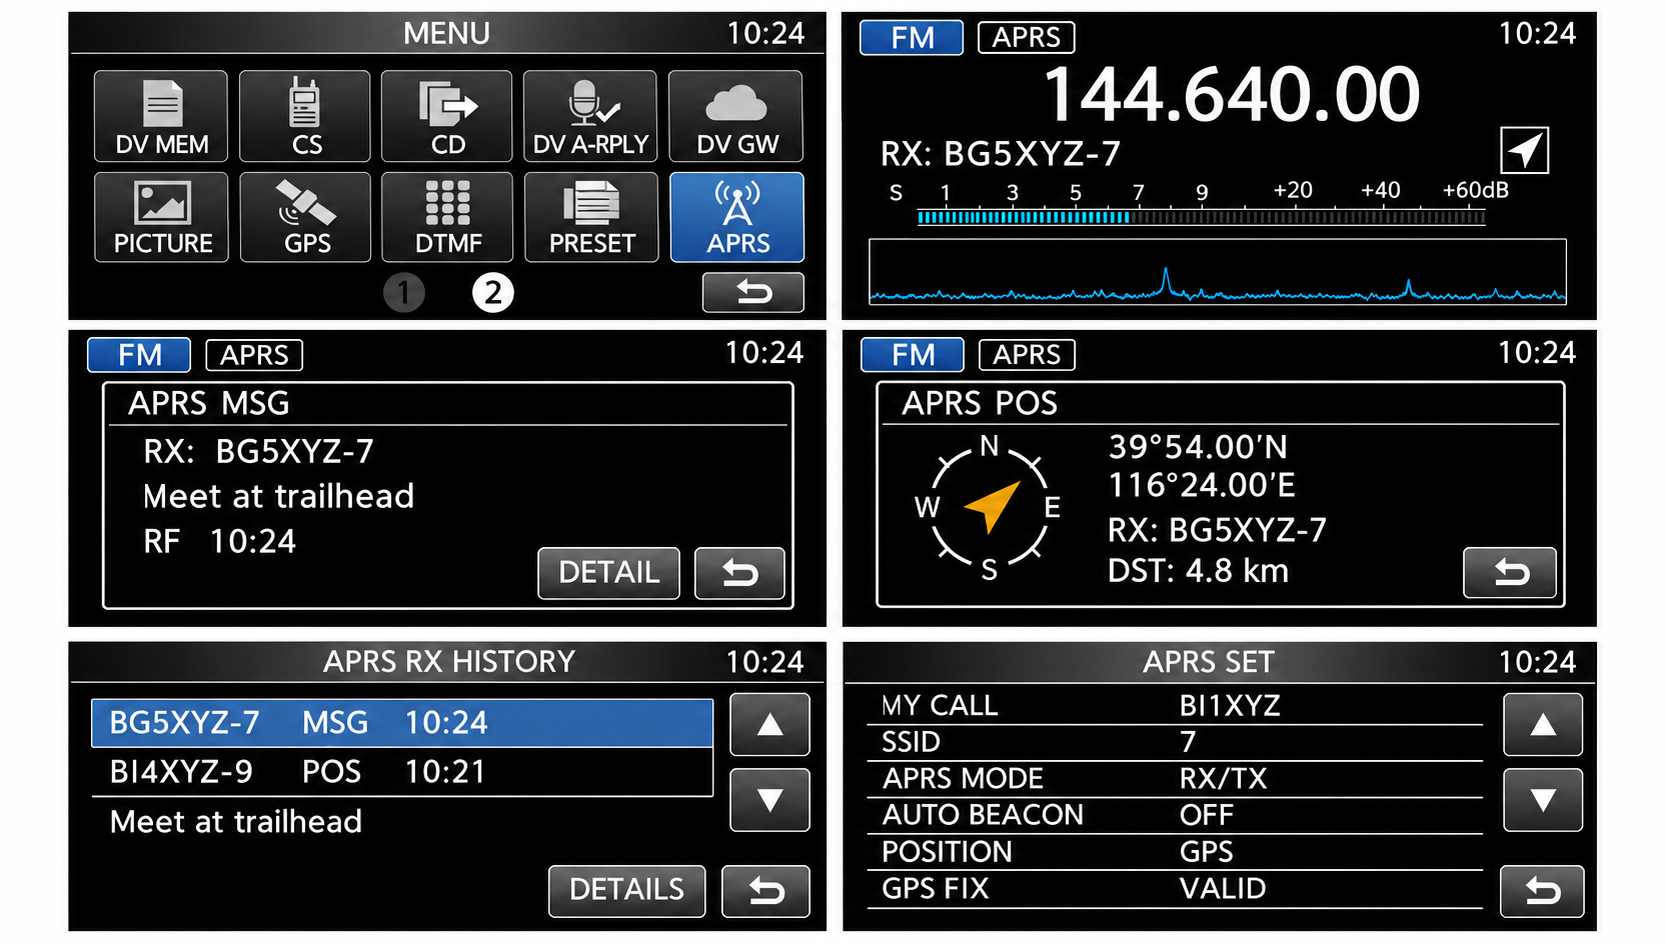 MENU 10:24
DV MEM CS CD DV A-RPLY DV GW
PICTURE GPS DTMF PRESET APRS
1 2
FM APRS 10:24
144.640.00
RX: BG5XYZ-7
S 1 3 5 7 9 +20 +40 +60dB
FM APRS 10:24
APRS MSG
RX: BG5XYZ-7
Meet at trailhead
RF 10:24
DETAIL
FM APRS 10:24
APRS POS
N
W E
S
39°54.00'N
116°24.00'E
RX: BG5XYZ-7
DST: 4.8 km
APRS RX HISTORY 10:24
BG5XYZ-7 MSG 10:24
BI4XYZ-9 POS 10:21
Meet at trailhead
DETAILS
APRS SET 10:24
MY CALL BI1XYZ
SSID 7
APRS MODE RX/TX
AUTO BEACON OFF
POSITION GPS
GPS FIX VALID